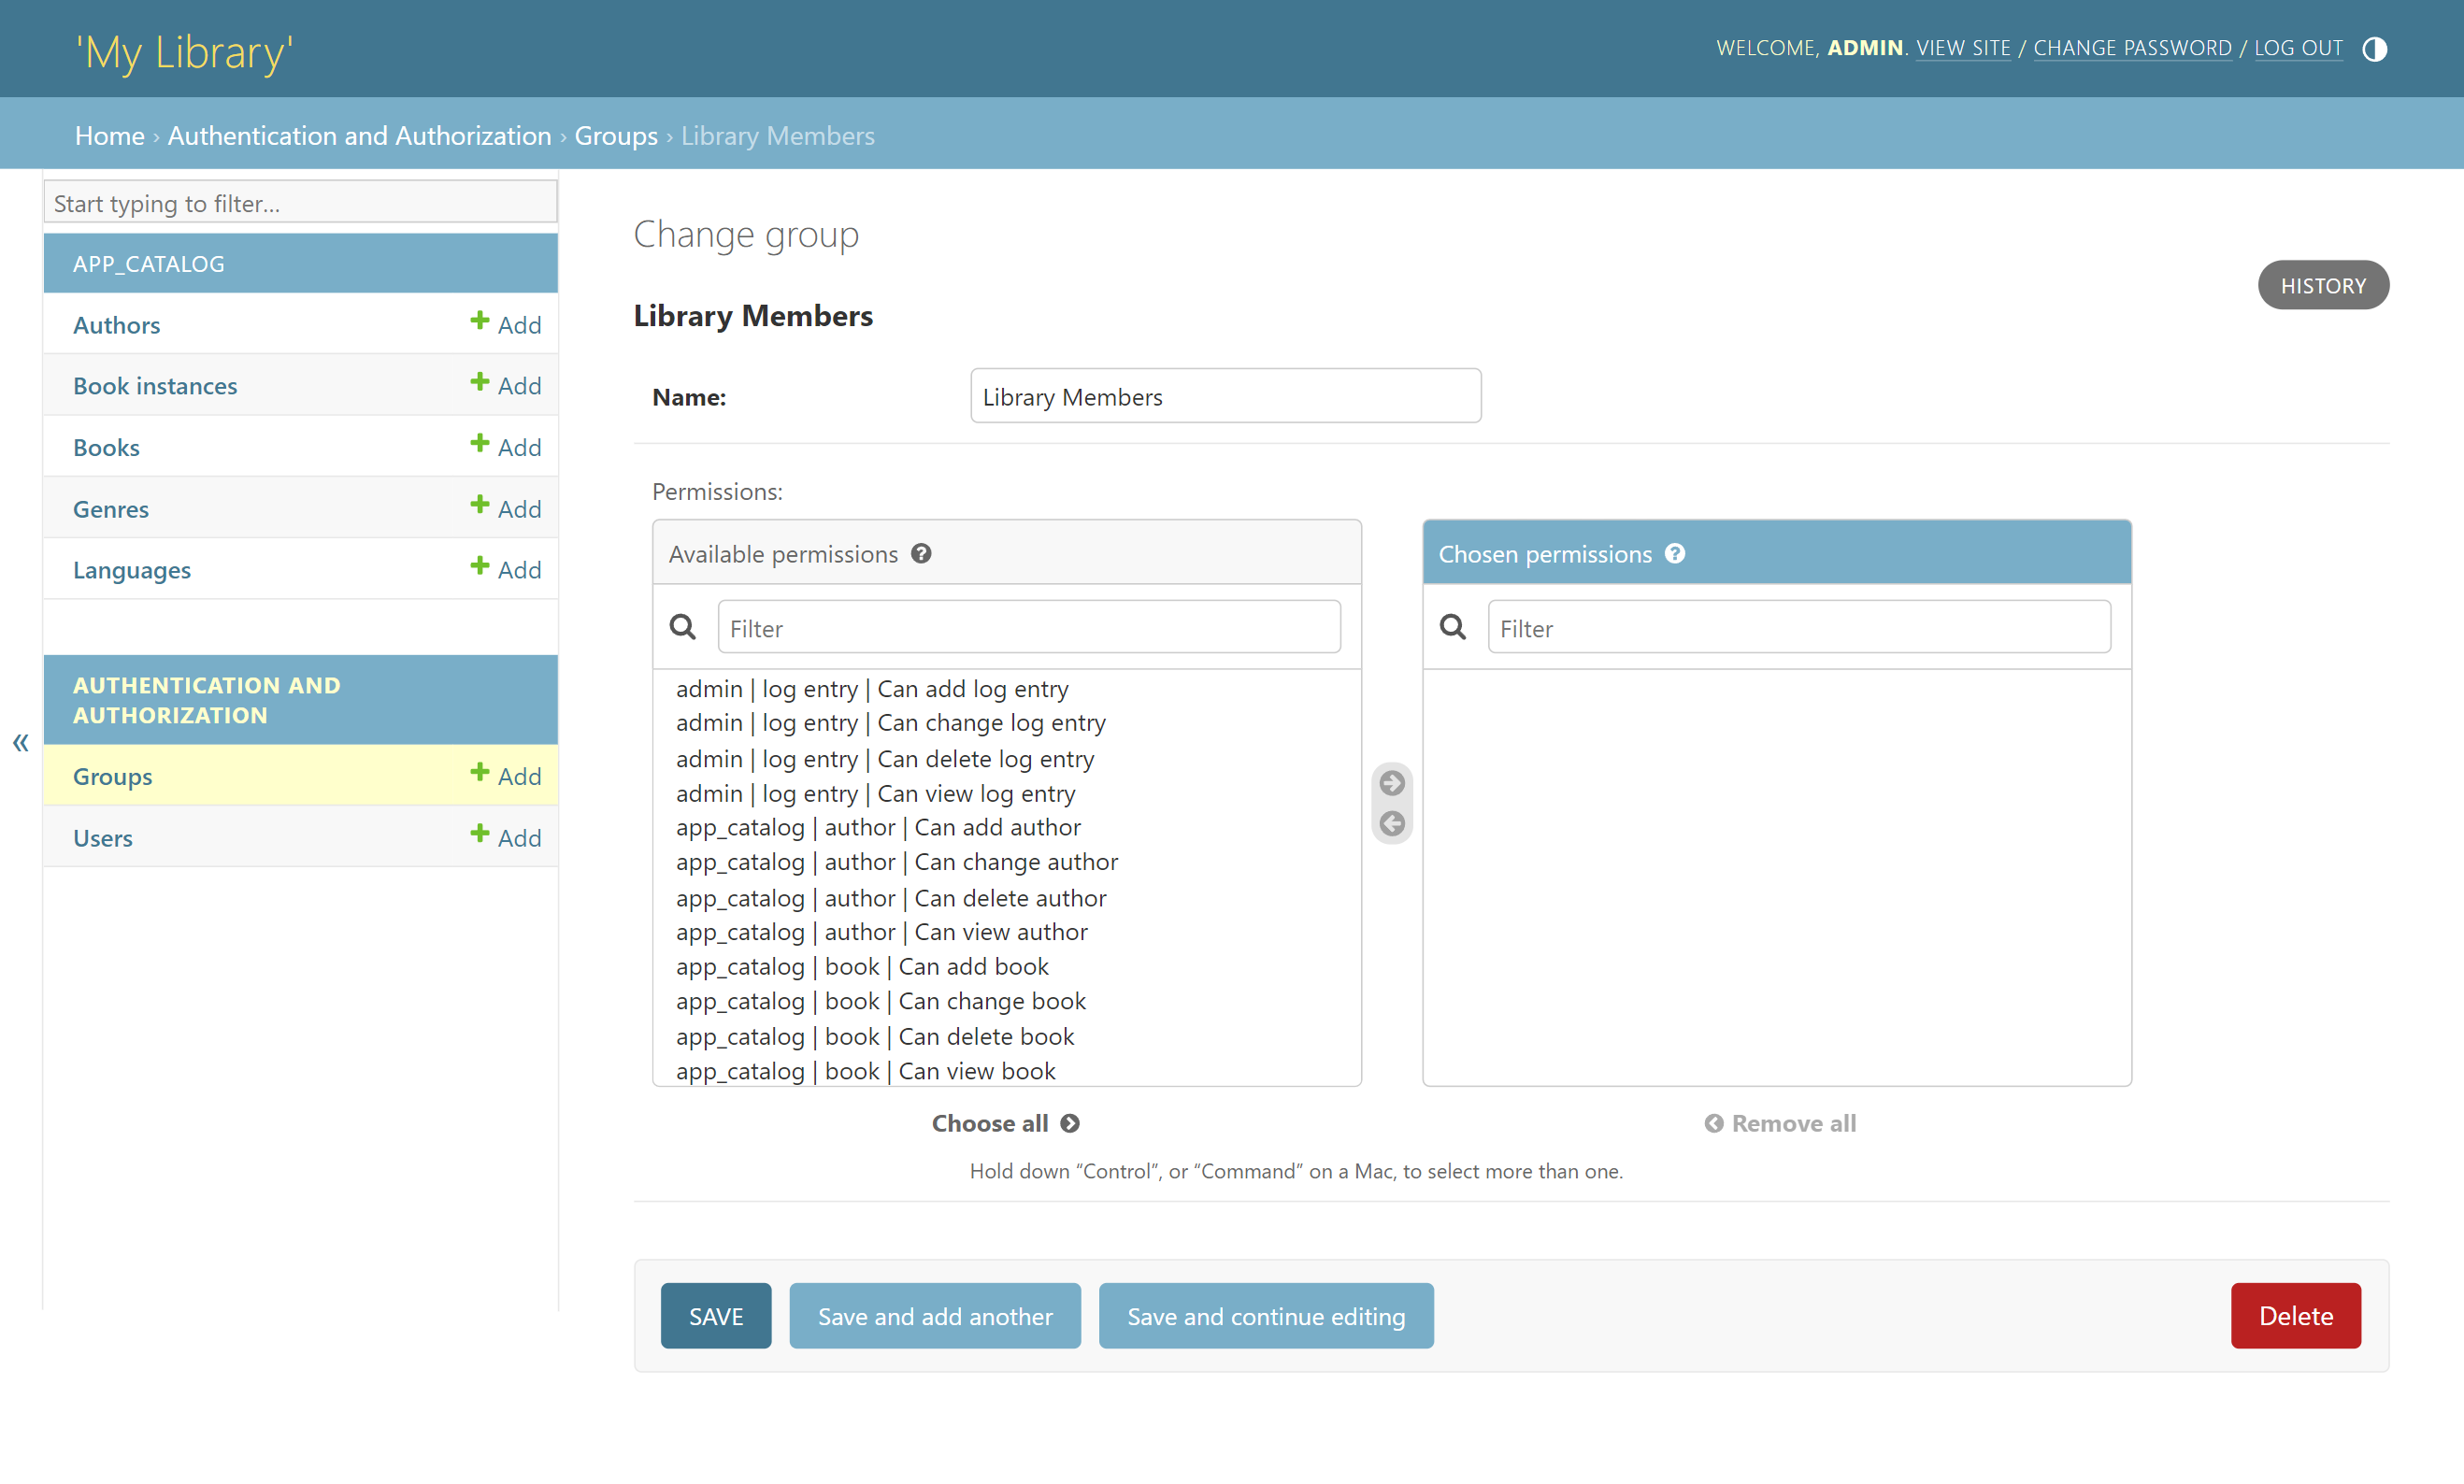 'My Library'
WELCOME, ADMIN. VIEW SITE / CHANGE PASSWORD / LOG OUT
Home › Authentication and Authorization › Groups › Library Members
Start typing to filter...
APP_CATALOG
Authors Add
Book instances Add
Books Add
Genres Add
Languages Add
AUTHENTICATION AND
AUTHORIZATION
Groups Add
Users Add
«
Change group
HISTORY
Library Members
Name: Library Members
Permissions:
Available permissions ?
Filter
admin | log entry | Can add log entry
admin | log entry | Can change log entry
admin | log entry | Can delete log entry
admin | log entry | Can view log entry
app_catalog | author | Can add author
app_catalog | author | Can change author
app_catalog | author | Can delete author
app_catalog | author | Can view author
app_catalog | book | Can add book
app_catalog | book | Can change book
app_catalog | book | Can delete book
app_catalog | book | Can view book
Choose all
Chosen permissions ?
Filter
Remove all
Hold down “Control”, or “Command” on a Mac, to select more than one.
SAVE
Save and add another
Save and continue editing
Delete